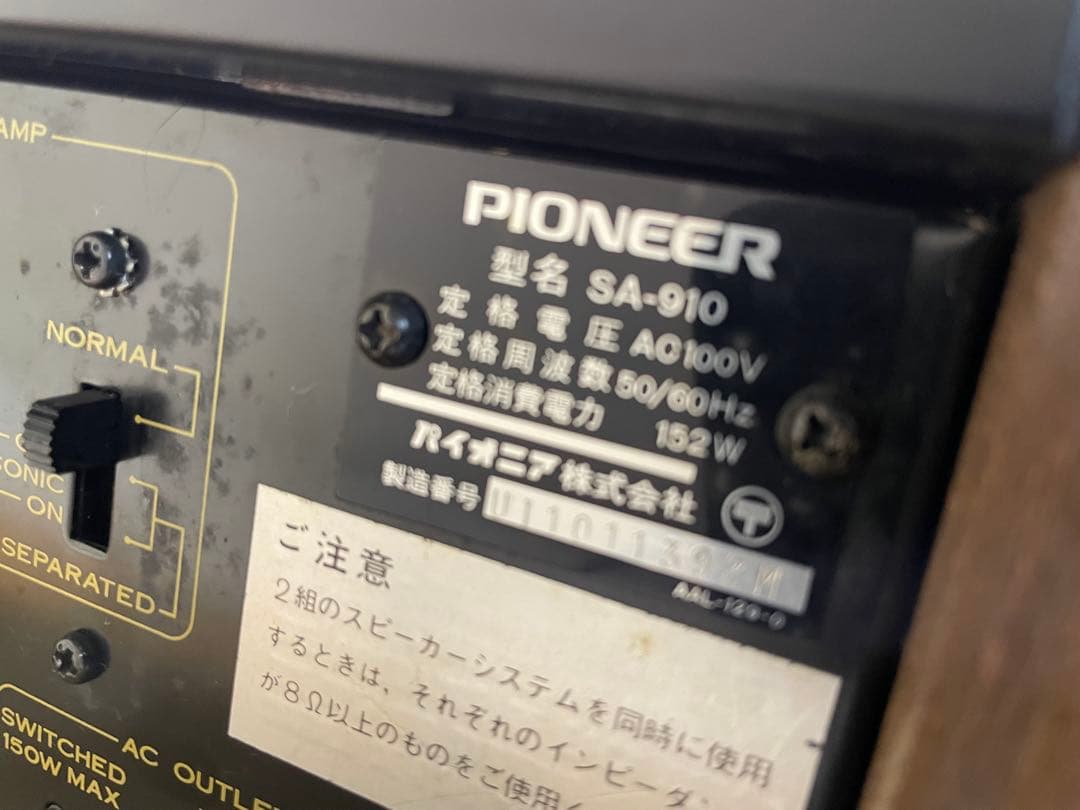 AMP
NORMAL
SONIC
ON
SEPARATED
SWITCHED
150W MAX
AC OUTLE
PIONEER
型名 SA-910
定格電圧 AC100V
定格周波数 50/60Hz
定格消費電力 152W
パイオニア株式会社
〒
製造番号
AAL-129-0
ご注意
2組のスピーカーシステムを同時に使用
するときは、それぞれのインピーダ
が8Ω以上のものをご使用く